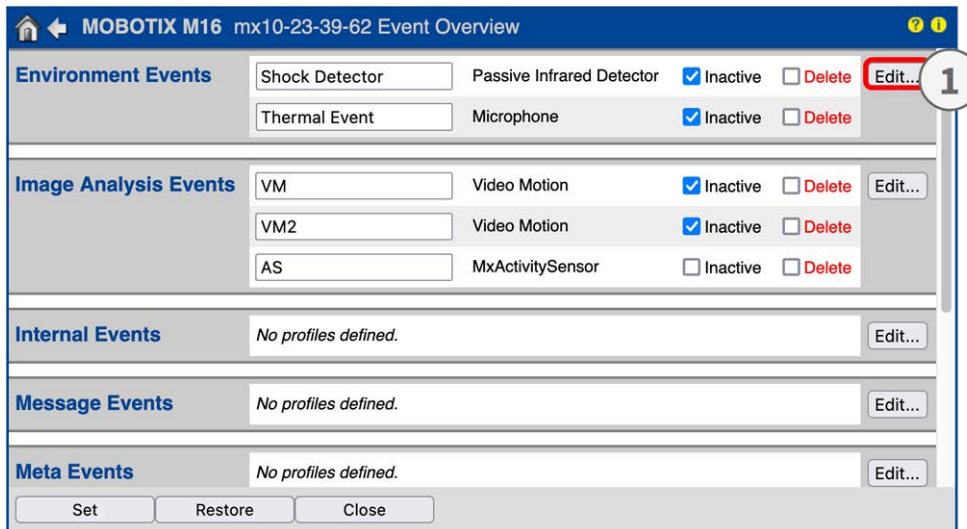 MOBOTIX M16 mx10-23-39-62 Event Overview ? i
Environment Events Shock Detector Passive Infrared Detector Inactive Delete Edit... 1
Thermal Event Microphone Inactive Delete
Image Analysis Events VM Video Motion Inactive Delete Edit...
VM2 Video Motion Inactive Delete
AS MxActivitySensor Inactive Delete
Internal Events No profiles defined. Edit...
Message Events No profiles defined. Edit...
Meta Events No profiles defined. Edit...
Set Restore Close